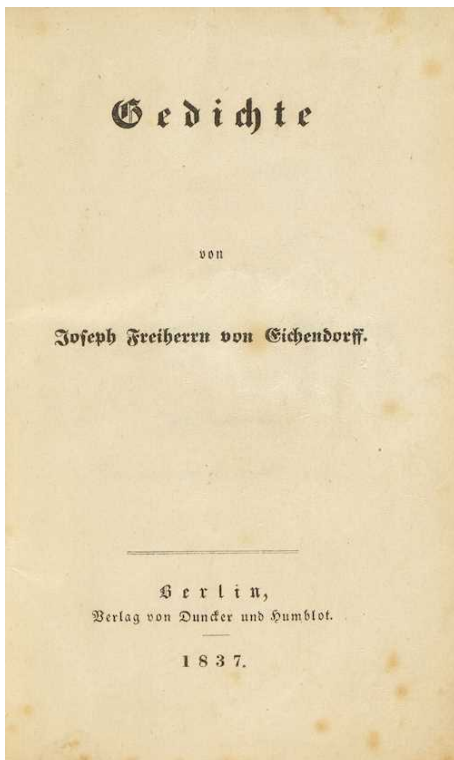 Gedichte
von
Joseph Freiherrn von Eichendorff.
Berlin,
Verlag von Duncker und Humblot.
1837.